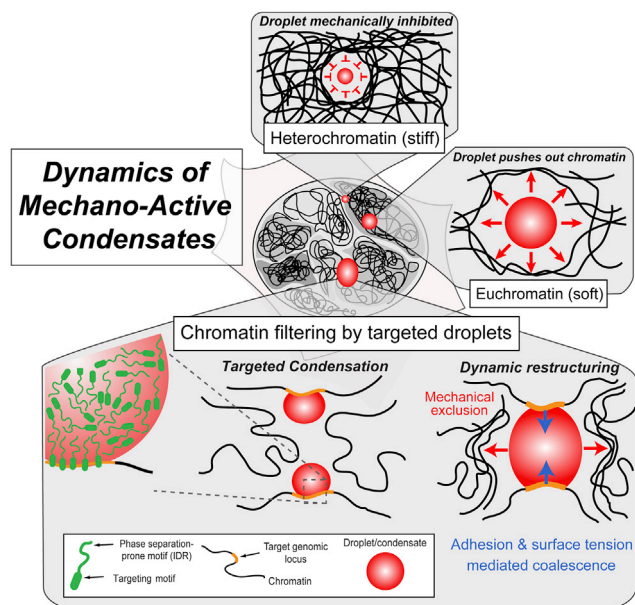 Droplet mechanically inhibited
Heterochromatin (stiff)
Dynamics of
Mechano-Active
Condensates
Droplet pushes out chromatin
Euchromatin (soft)
Chromatin filtering by targeted droplets
Targeted Condensation
Dynamic restructuring
Mechanical
exclusion
Phase separation-
prone motif (IDR)
Targeting motif
Target genomic
locus
Chromatin
Droplet/condensate
Adhesion & surface tension
mediated coalescence